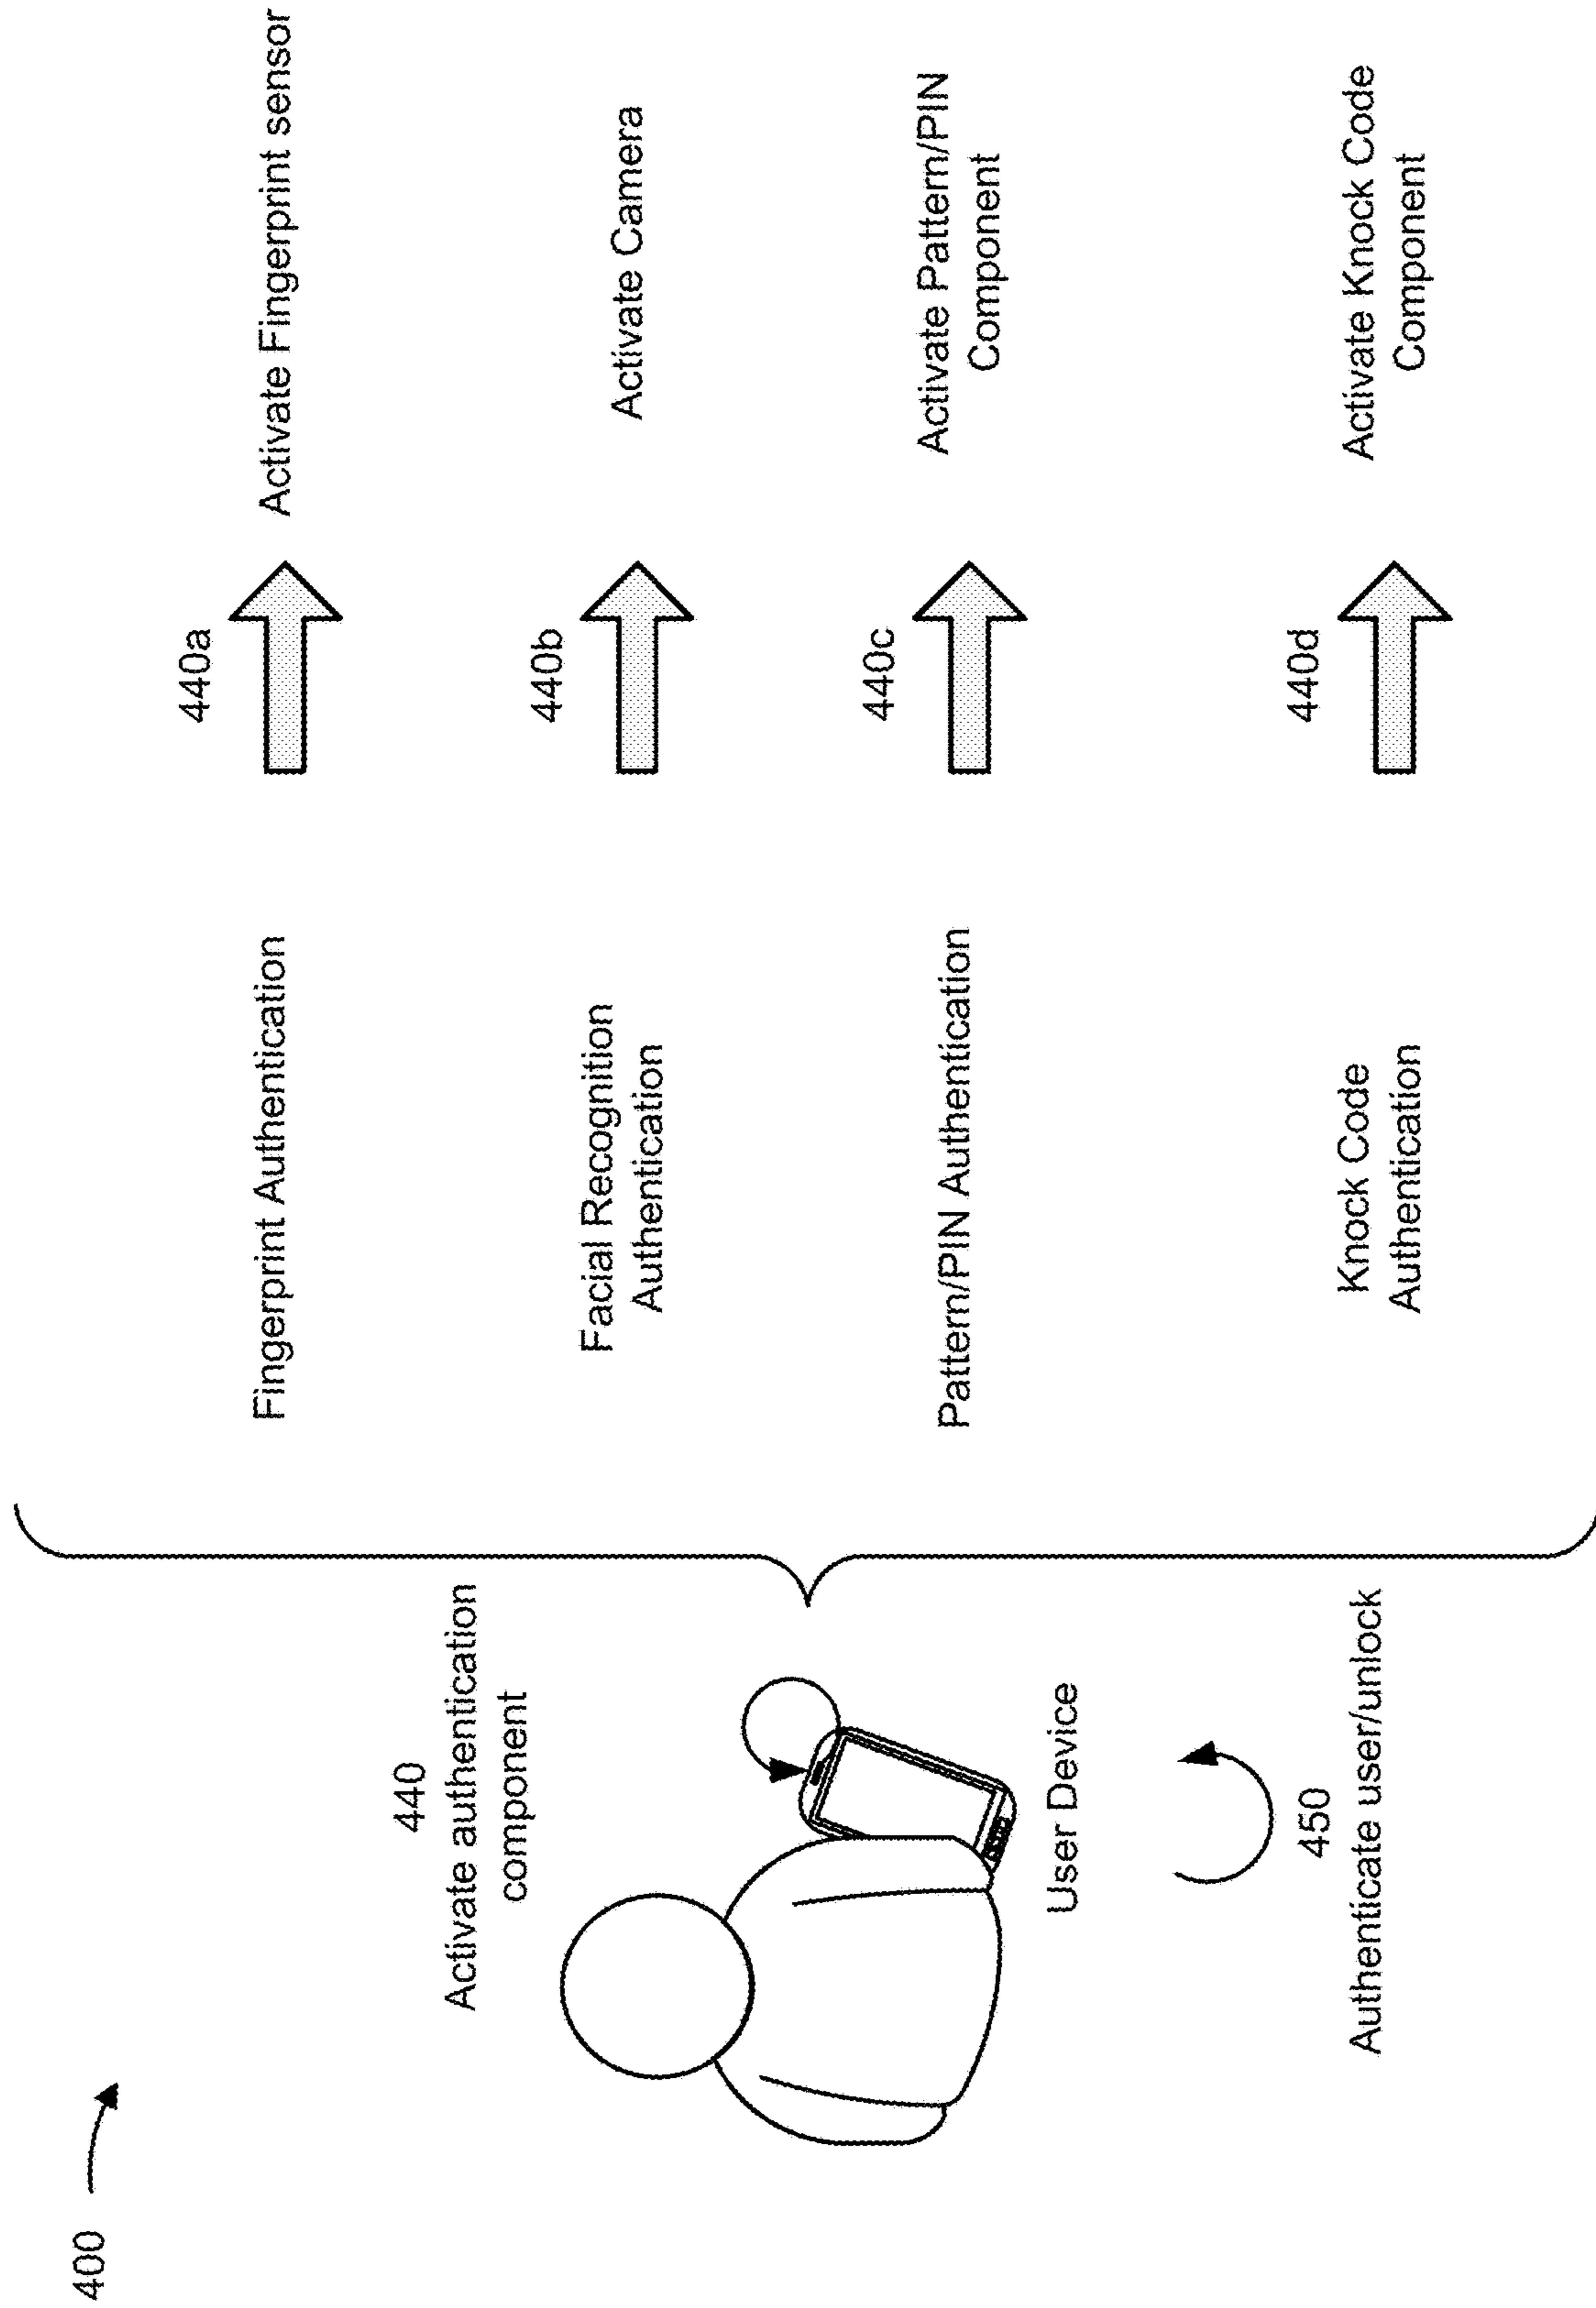 400
440
Activate authentication
component
User Device
450
Authenticate user/unlock
Fingerprint Authentication
440a
Activate Fingerprint sensor
Facial Recognition
Authentication
440b
Activate Camera
Pattern/PIN Authentication
440c
Activate Pattern/PIN
Component
Knock Code
Authentication
440d
Activate Knock Code
Component